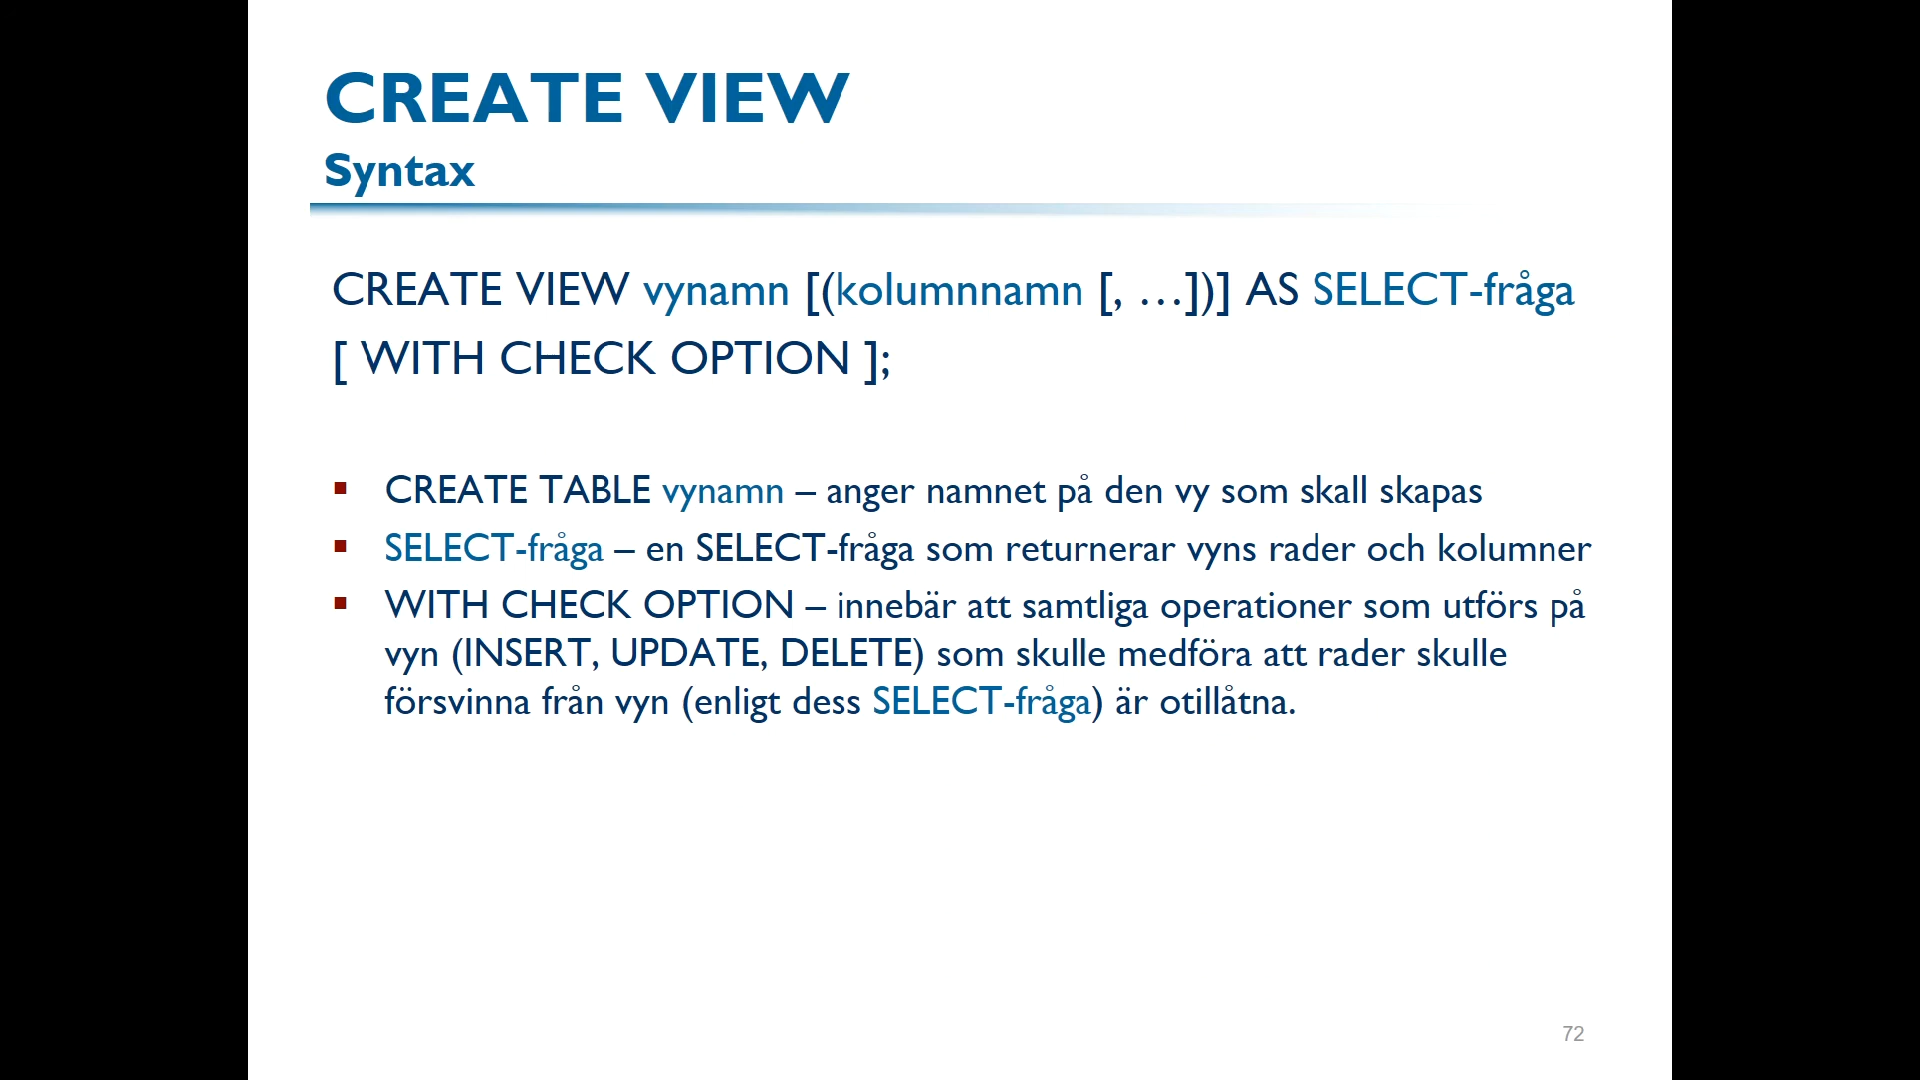 CREATE VIEW
Syntax
CREATE VIEW vynamn [(kolumnnamn [, …])] AS SELECT-fråga
[ WITH CHECK OPTION ];
▪ CREATE TABLE vynamn – anger namnet på den vy som skall skapas
▪ SELECT-fråga – en SELECT-fråga som returnerar vyns rader och kolumner
▪ WITH CHECK OPTION – innebär att samtliga operationer som utförs på
vyn (INSERT, UPDATE, DELETE) som skulle medföra att rader skulle
försvinna från vyn (enligt dess SELECT-fråga) är otillåtna.
72